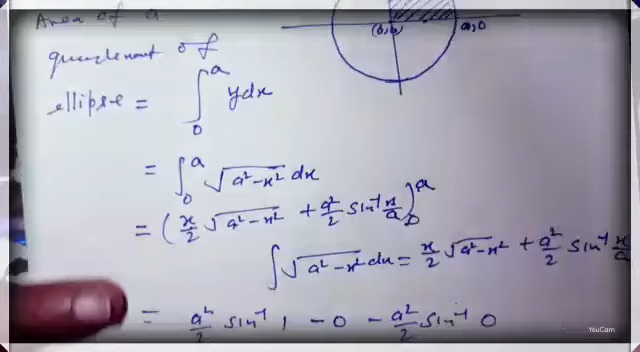 Area of a
quadrant of
ellipse = ∫₀ᵃ ydx
(0,0) a,0
= ∫₀ᵃ √a²-x² dx
= (x/2 √a²-x² + a²/2 sin⁻¹ x/a)₀ᵃ
∫√a²-x² dx = x/2 √a²-x² + a²/2 sin⁻¹ x/a
= a²/2 sin⁻¹ 1 - 0 - a²/2 sin⁻¹ 0
YouCam